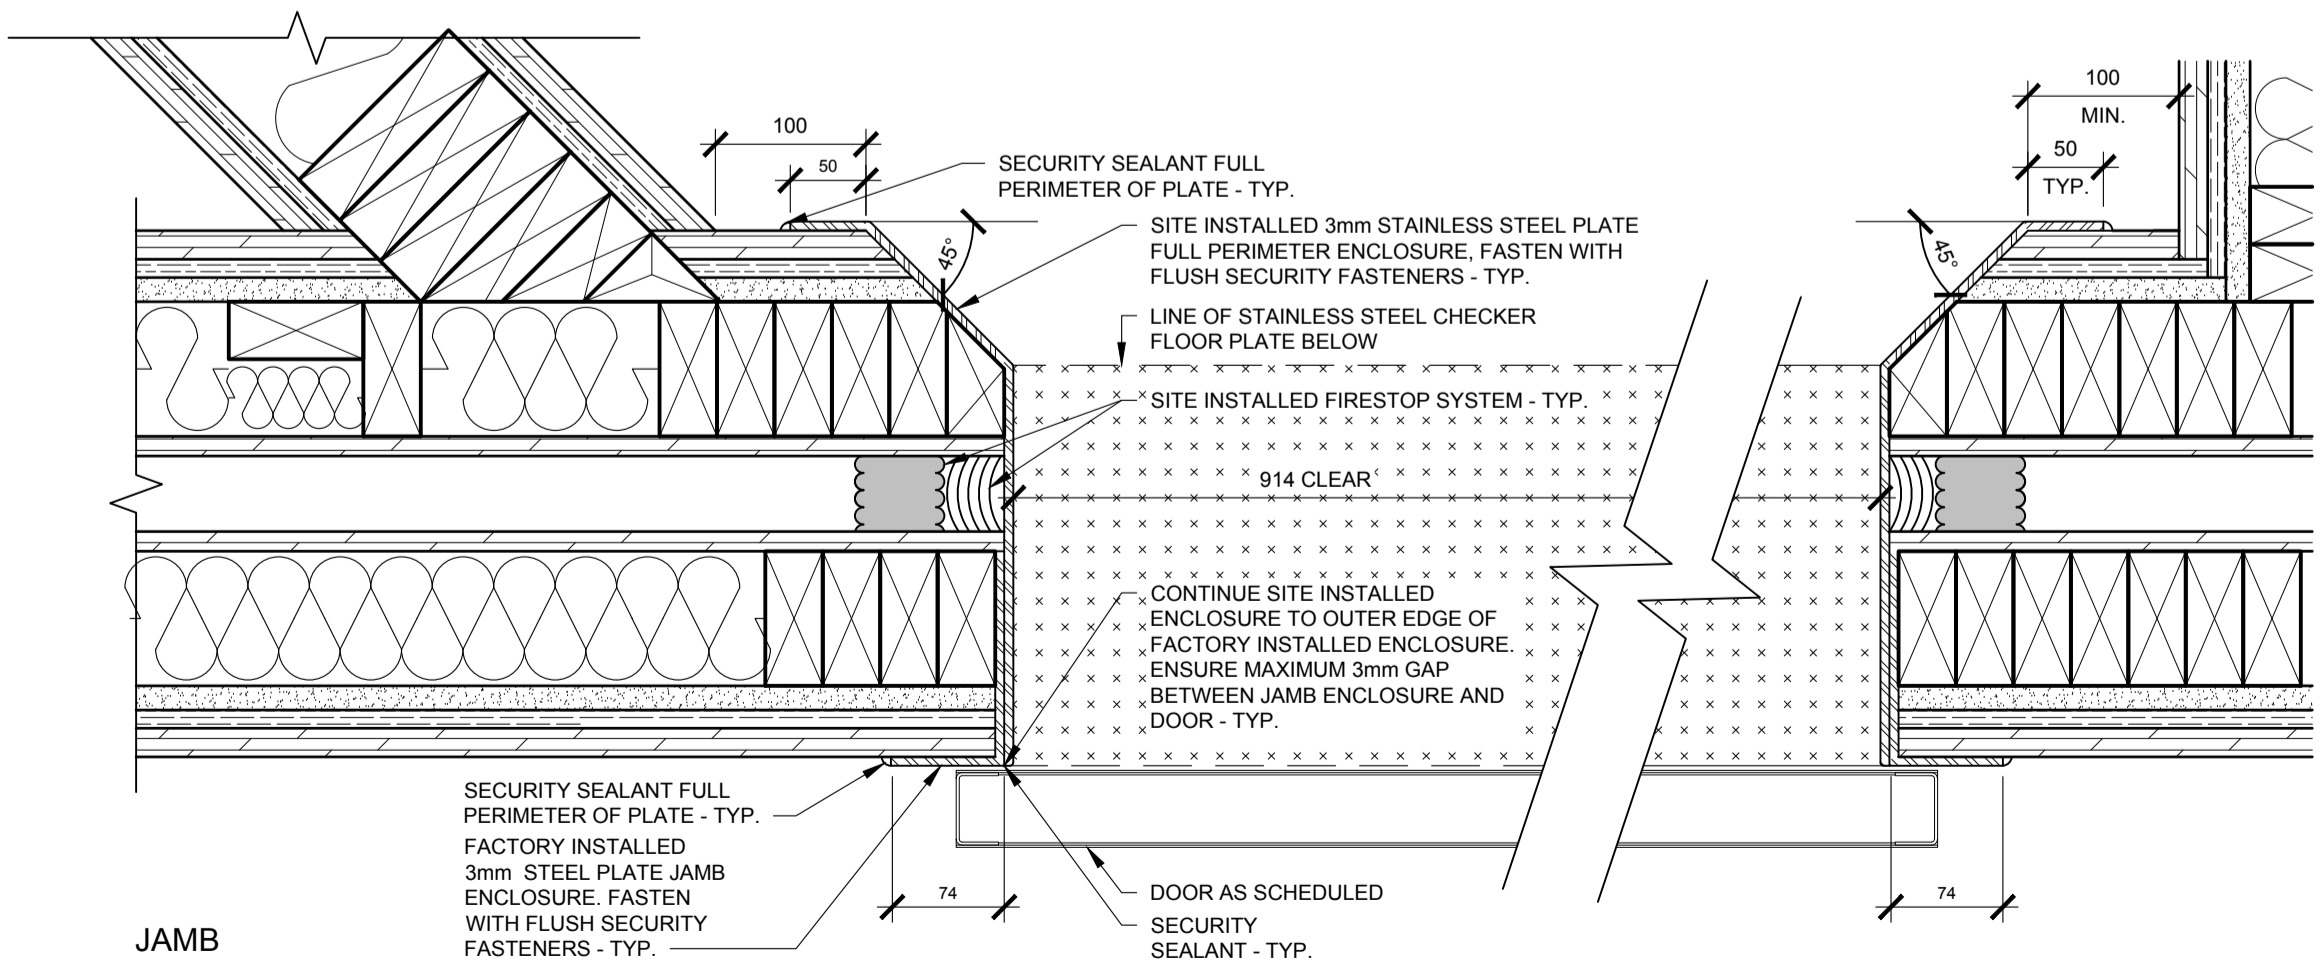 100
50
SECURITY SEALANT FULL
PERIMETER OF PLATE - TYP.
45°
SITE INSTALLED 3mm STAINLESS STEEL PLATE
FULL PERIMETER ENCLOSURE, FASTEN WITH
FLUSH SECURITY FASTENERS - TYP.
LINE OF STAINLESS STEEL CHECKER
FLOOR PLATE BELOW
SITE INSTALLED FIRESTOP SYSTEM - TYP.
914 CLEAR
CONTINUE SITE INSTALLED
ENCLOSURE TO OUTER EDGE OF
FACTORY INSTALLED ENCLOSURE.
ENSURE MAXIMUM 3mm GAP
BETWEEN JAMB ENCLOSURE AND
DOOR - TYP.
100
MIN.
50
TYP.
45°
SECURITY SEALANT FULL
PERIMETER OF PLATE - TYP.
FACTORY INSTALLED
3mm STEEL PLATE JAMB
ENCLOSURE. FASTEN
WITH FLUSH SECURITY
FASTENERS - TYP.
74
DOOR AS SCHEDULED
SECURITY
SEALANT - TYP.
74
JAMB